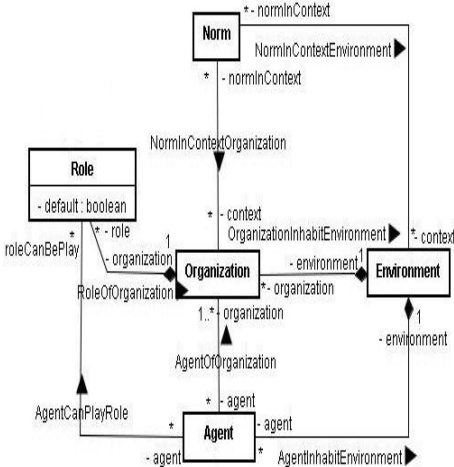 *- normInContext
Norm
NormInContextEnvironment
*
- normInContext
NormInContextOrganization
Role
- default : boolean
* - context
*
* - role
roleCanBePlay
1
OrganizationInhabitEnvironment
*- context
- organization
Organization
- environment
1
Environment
RoleOfOrganization
*- organization
1..*- organization
1
- environment
AgentOfOrganization
AgentCanPlayRole
* - agent
*
- agent
Agent
- agent
*
AgentInhabitEnvironment